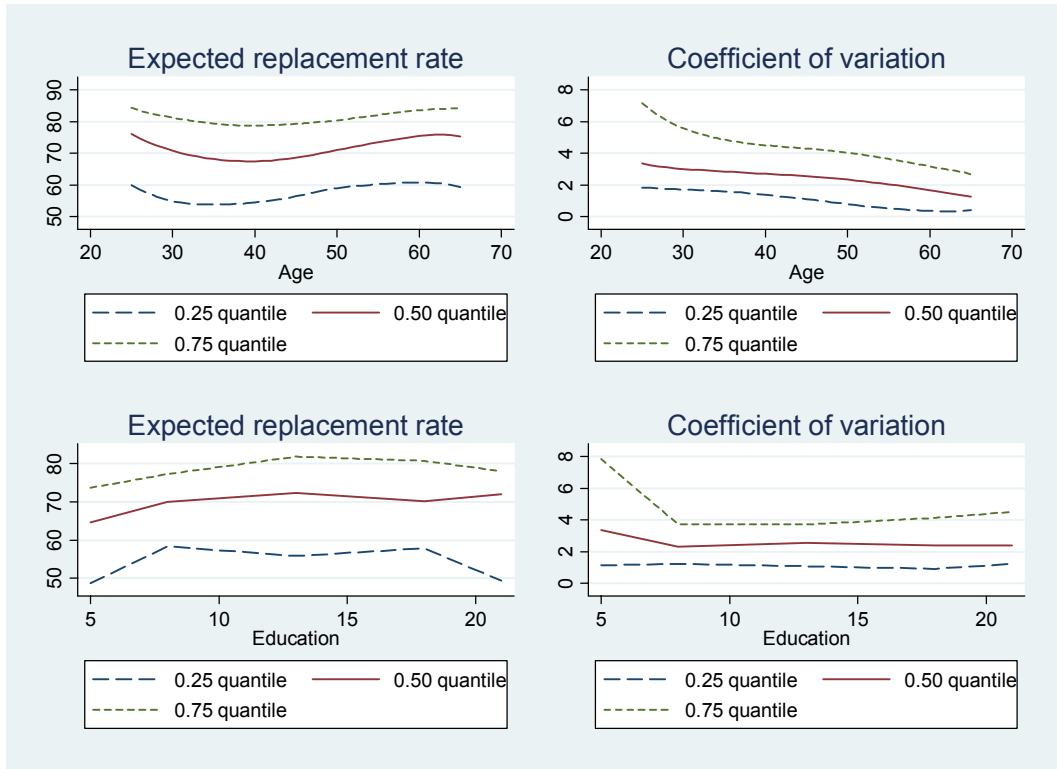 Expected replacement rate
90
80
70
60
50
20 30 40 50 60 70
Age
0.25 quantile 0.50 quantile
0.75 quantile
Coefficient of variation
8
6
4
2
0
20 30 40 50 60 70
Age
0.25 quantile 0.50 quantile
0.75 quantile
Expected replacement rate
80
70
60
50
5 10 15 20
Education
0.25 quantile 0.50 quantile
0.75 quantile
Coefficient of variation
8
6
4
2
0
5 10 15 20
Education
0.25 quantile 0.50 quantile
0.75 quantile